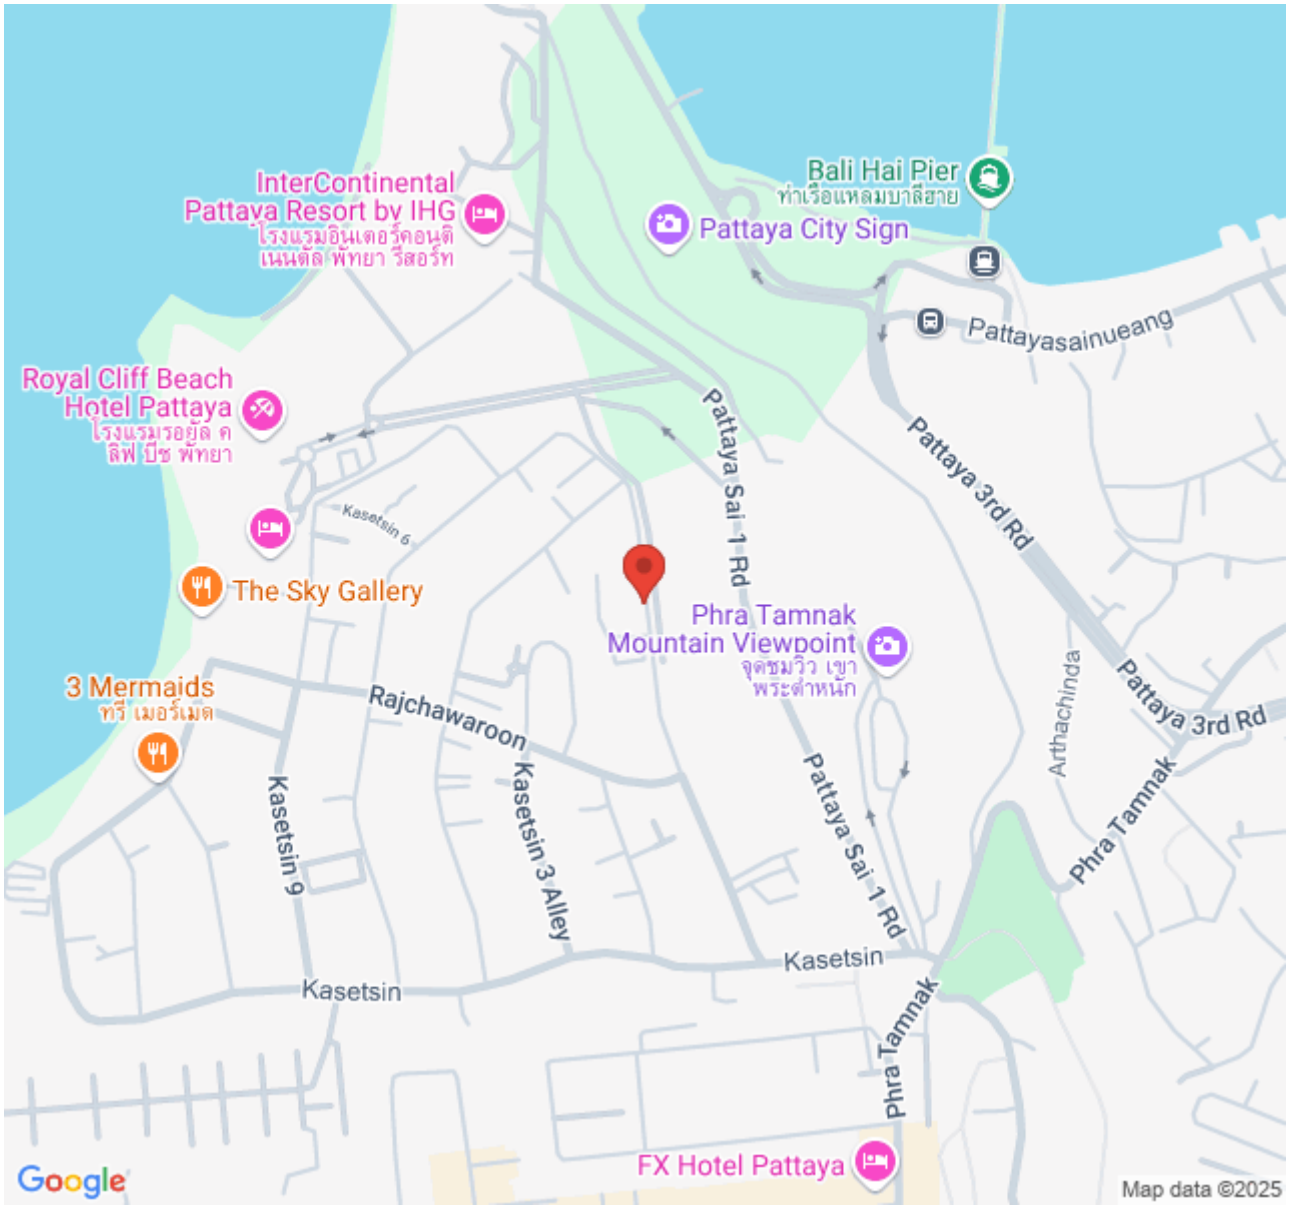 InterContinental
Pattaya Resort by IHG
โรงแรมอินเตอร์คอนติ
เนนตัล พัทยา รีสอร์ท
Bali Hai Pier
ท่าเรือแหลมบาลีฮาย
Pattaya City Sign
Pattayasainueang
Royal Cliff Beach
Hotel Pattaya
โรงแรมรอยัล ค
ลิฟ บีช พัทยา
Pattaya Sai 1 Rd
Pattaya 3rd Rd
Kasetsin 6
The Sky Gallery
Phra Tamnak
Mountain Viewpoint
จุดชมวิว เขา
พระตำหนัก
3 Mermaids
ทรี เมอร์เมด
Rajchawaroon
Arthachinda
Pattaya 3rd Rd
Kasetsin 9
Kasetsin 3 Alley
Pattaya Sai 1 Rd
Phra Tamnak
Kasetsin
Kasetsin
Phra Tamnak
FX Hotel Pattaya
Google
Map data ©2025